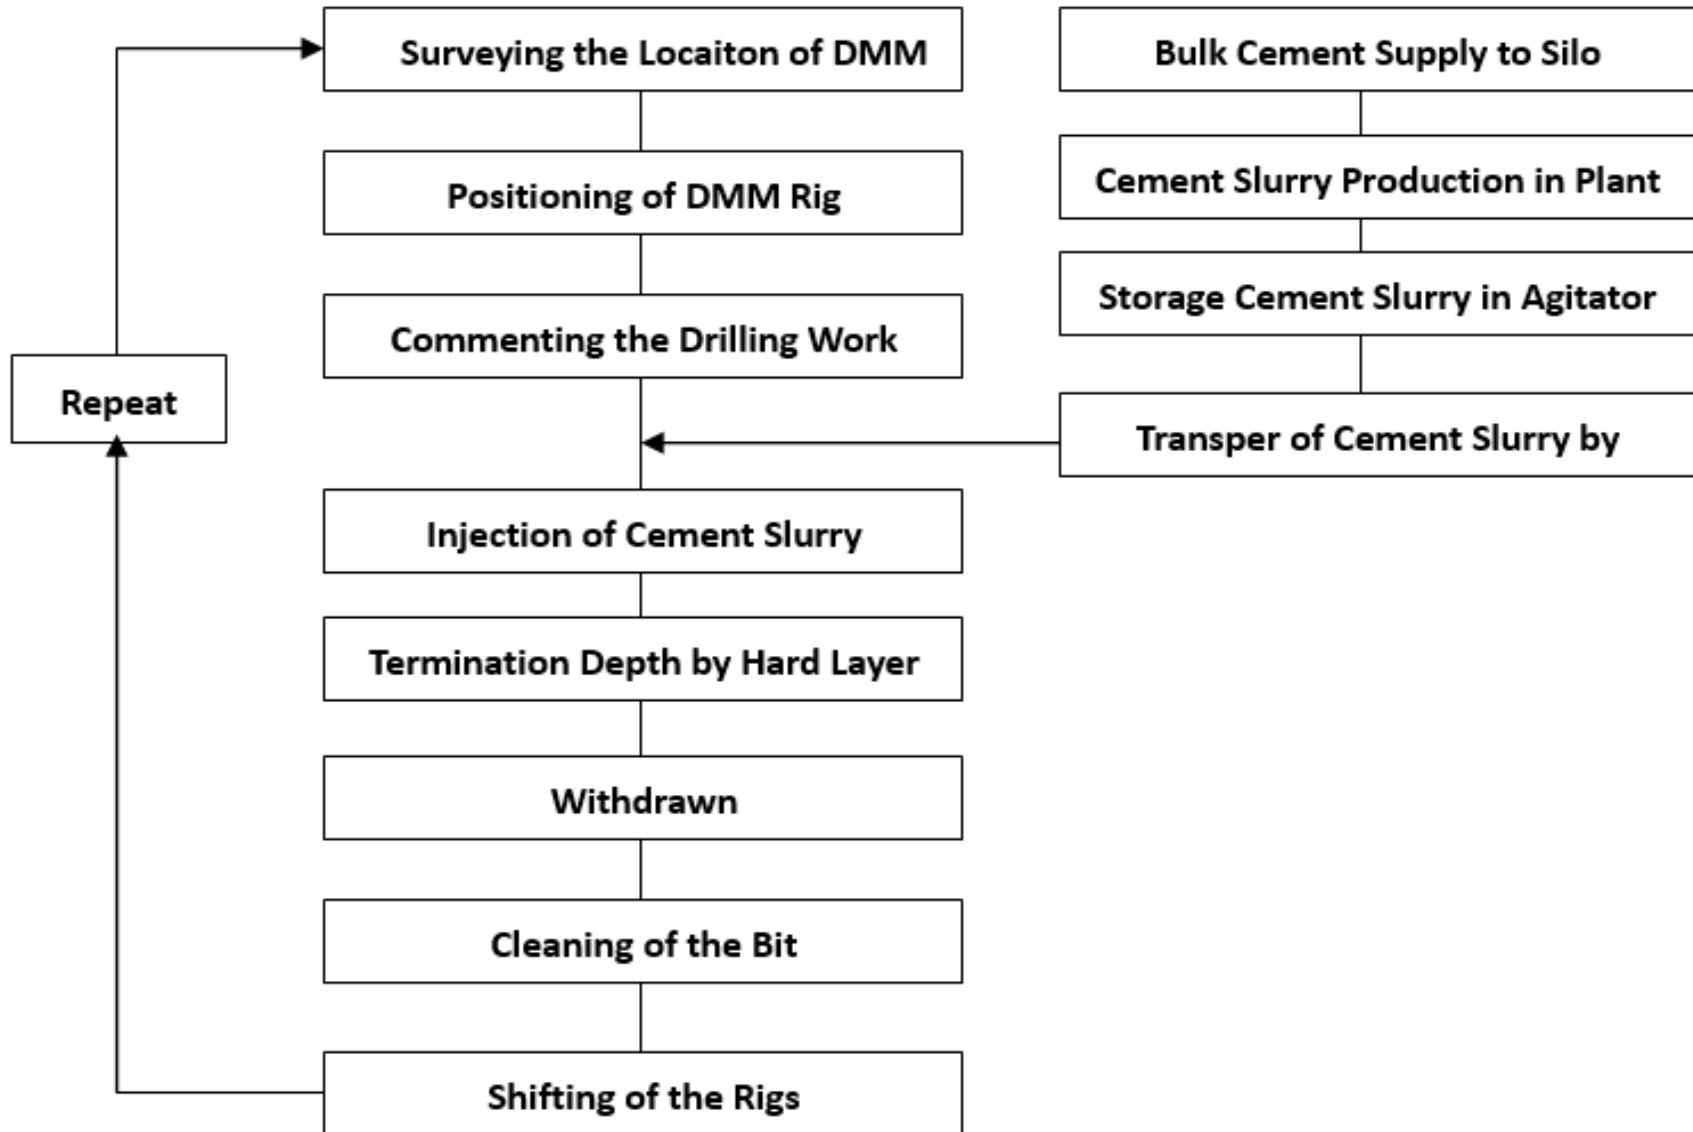 Surveying the Locaiton of DMM
Positioning of DMM Rig
Commenting the Drilling Work
Repeat
Injection of Cement Slurry
Termination Depth by Hard Layer
Withdrawn
Cleaning of the Bit
Shifting of the Rigs
Bulk Cement Supply to Silo
Cement Slurry Production in Plant
Storage Cement Slurry in Agitator
Transper of Cement Slurry by